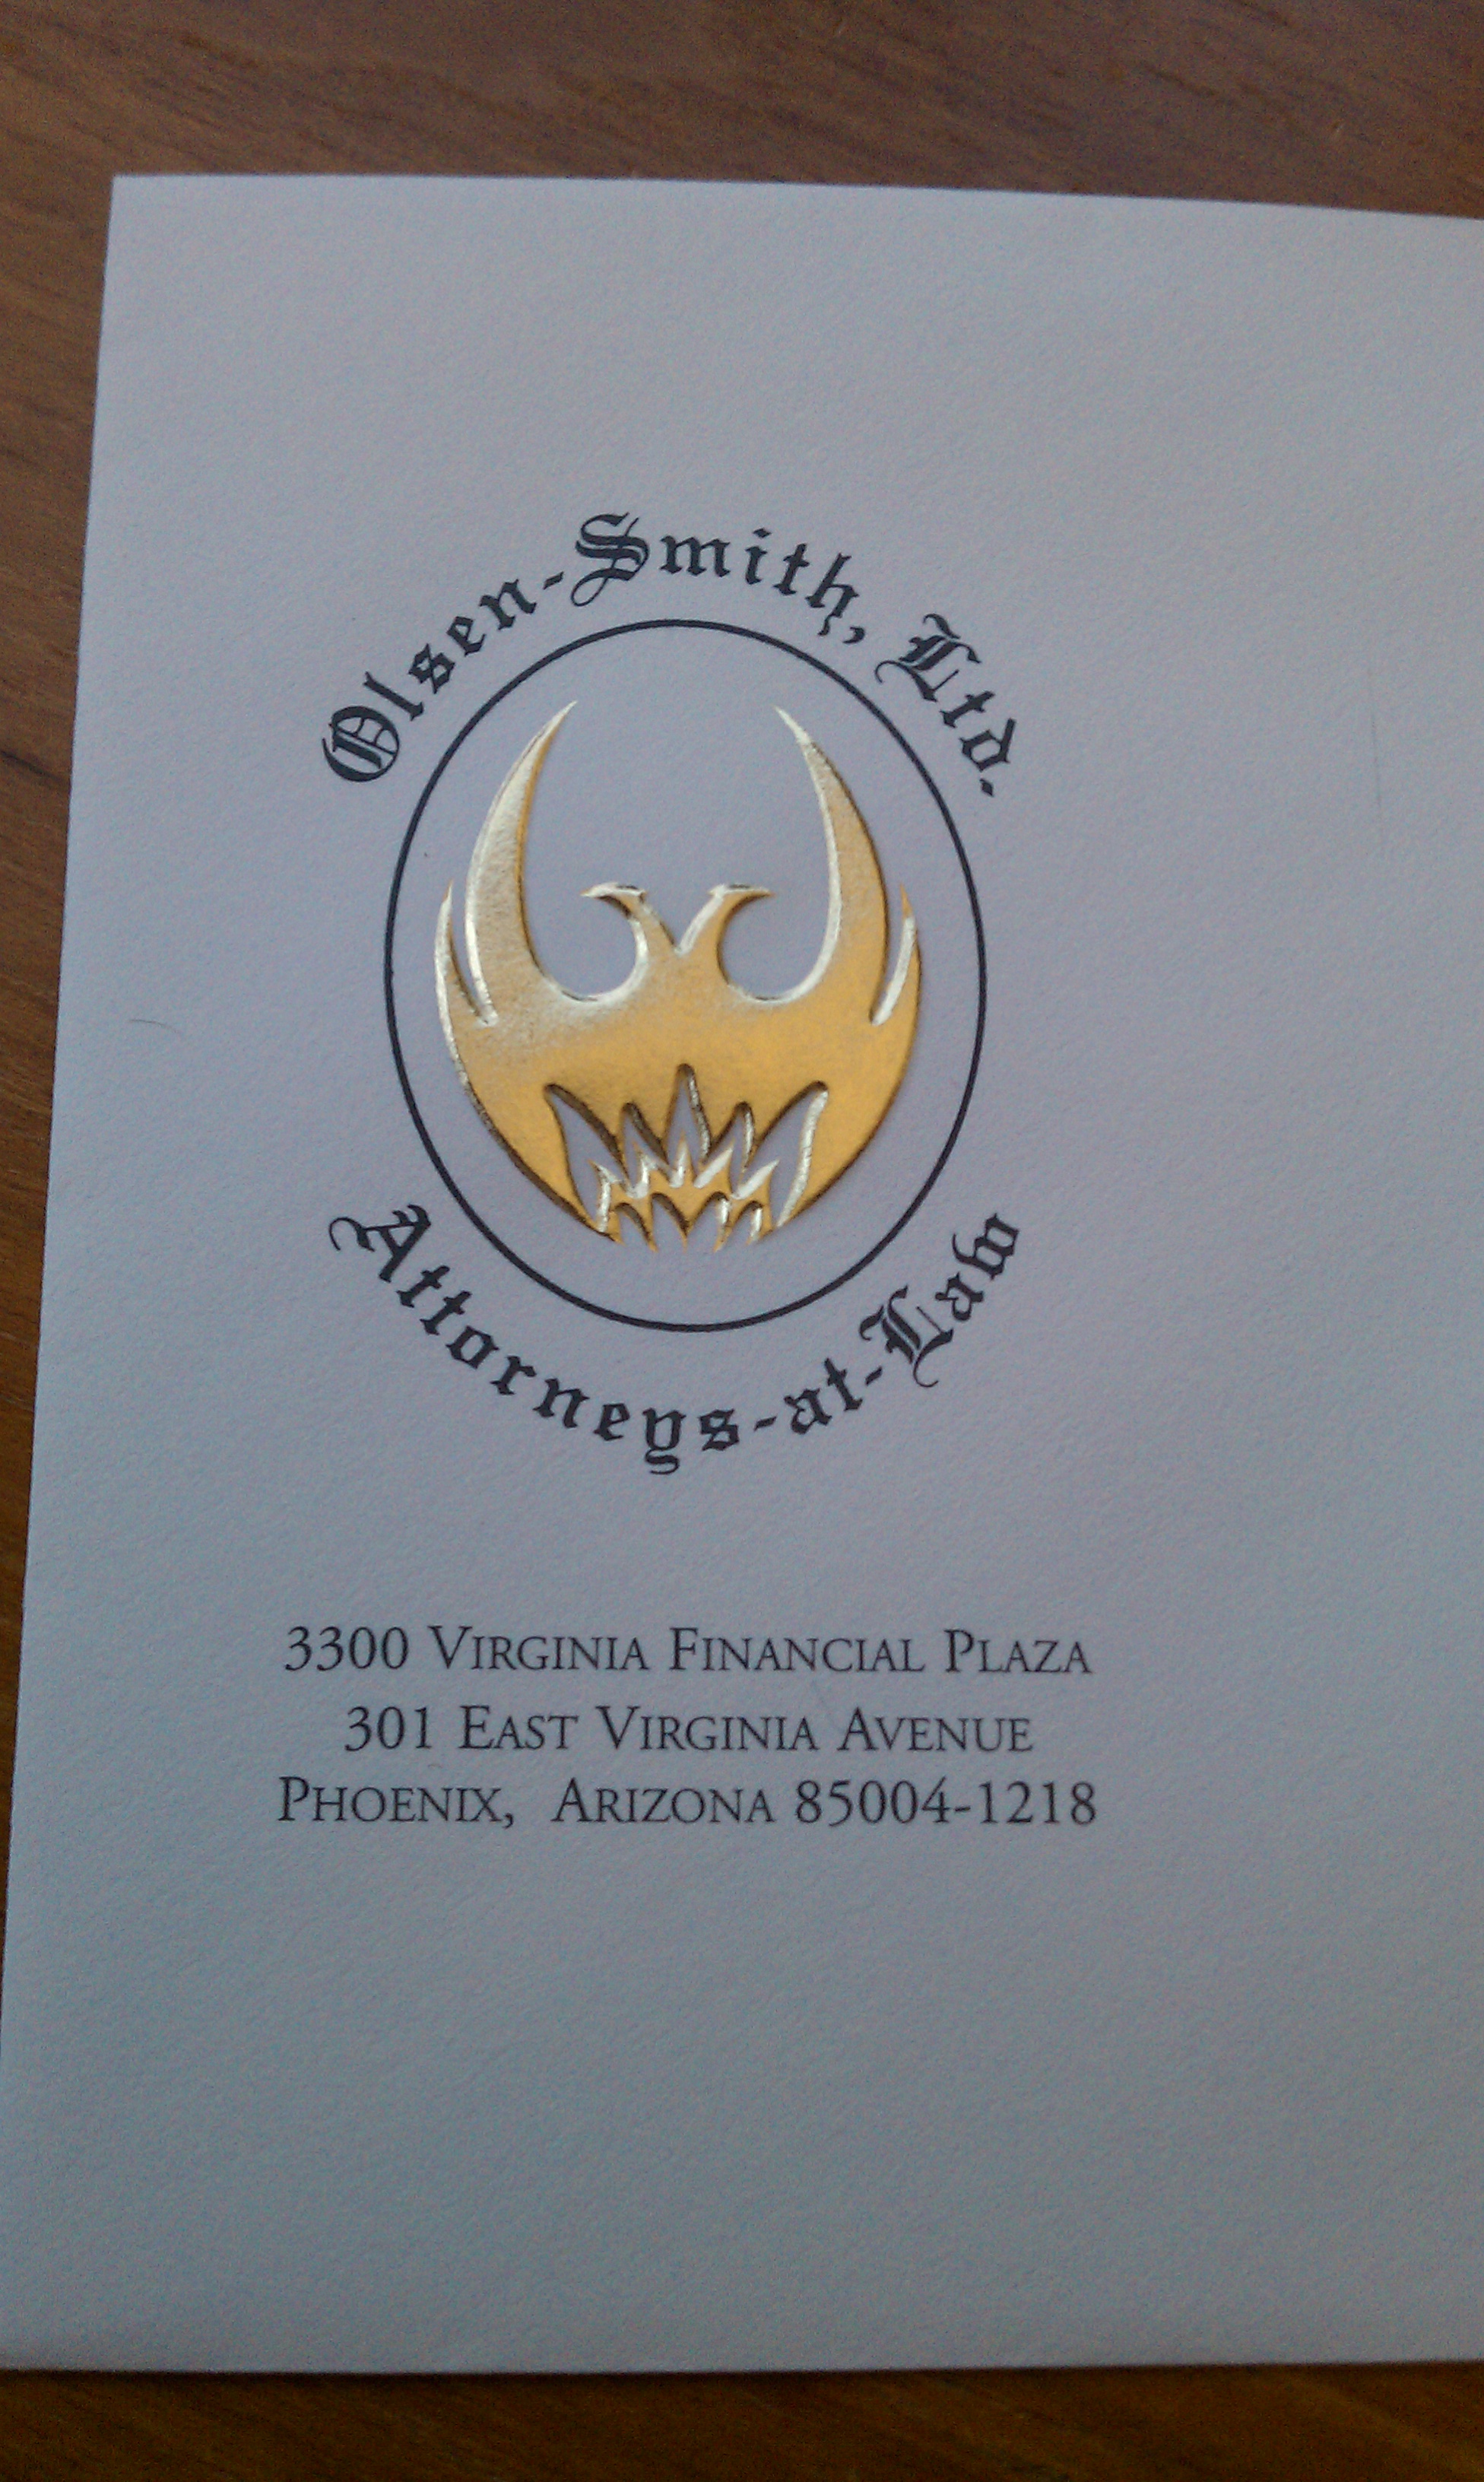 Olsen-Smith, Ltd.
Attorneys-at-Law
3300 VIRGINIA FINANCIAL PLAZA
301 EAST VIRGINIA AVENUE
PHOENIX, ARIZONA 85004-1218